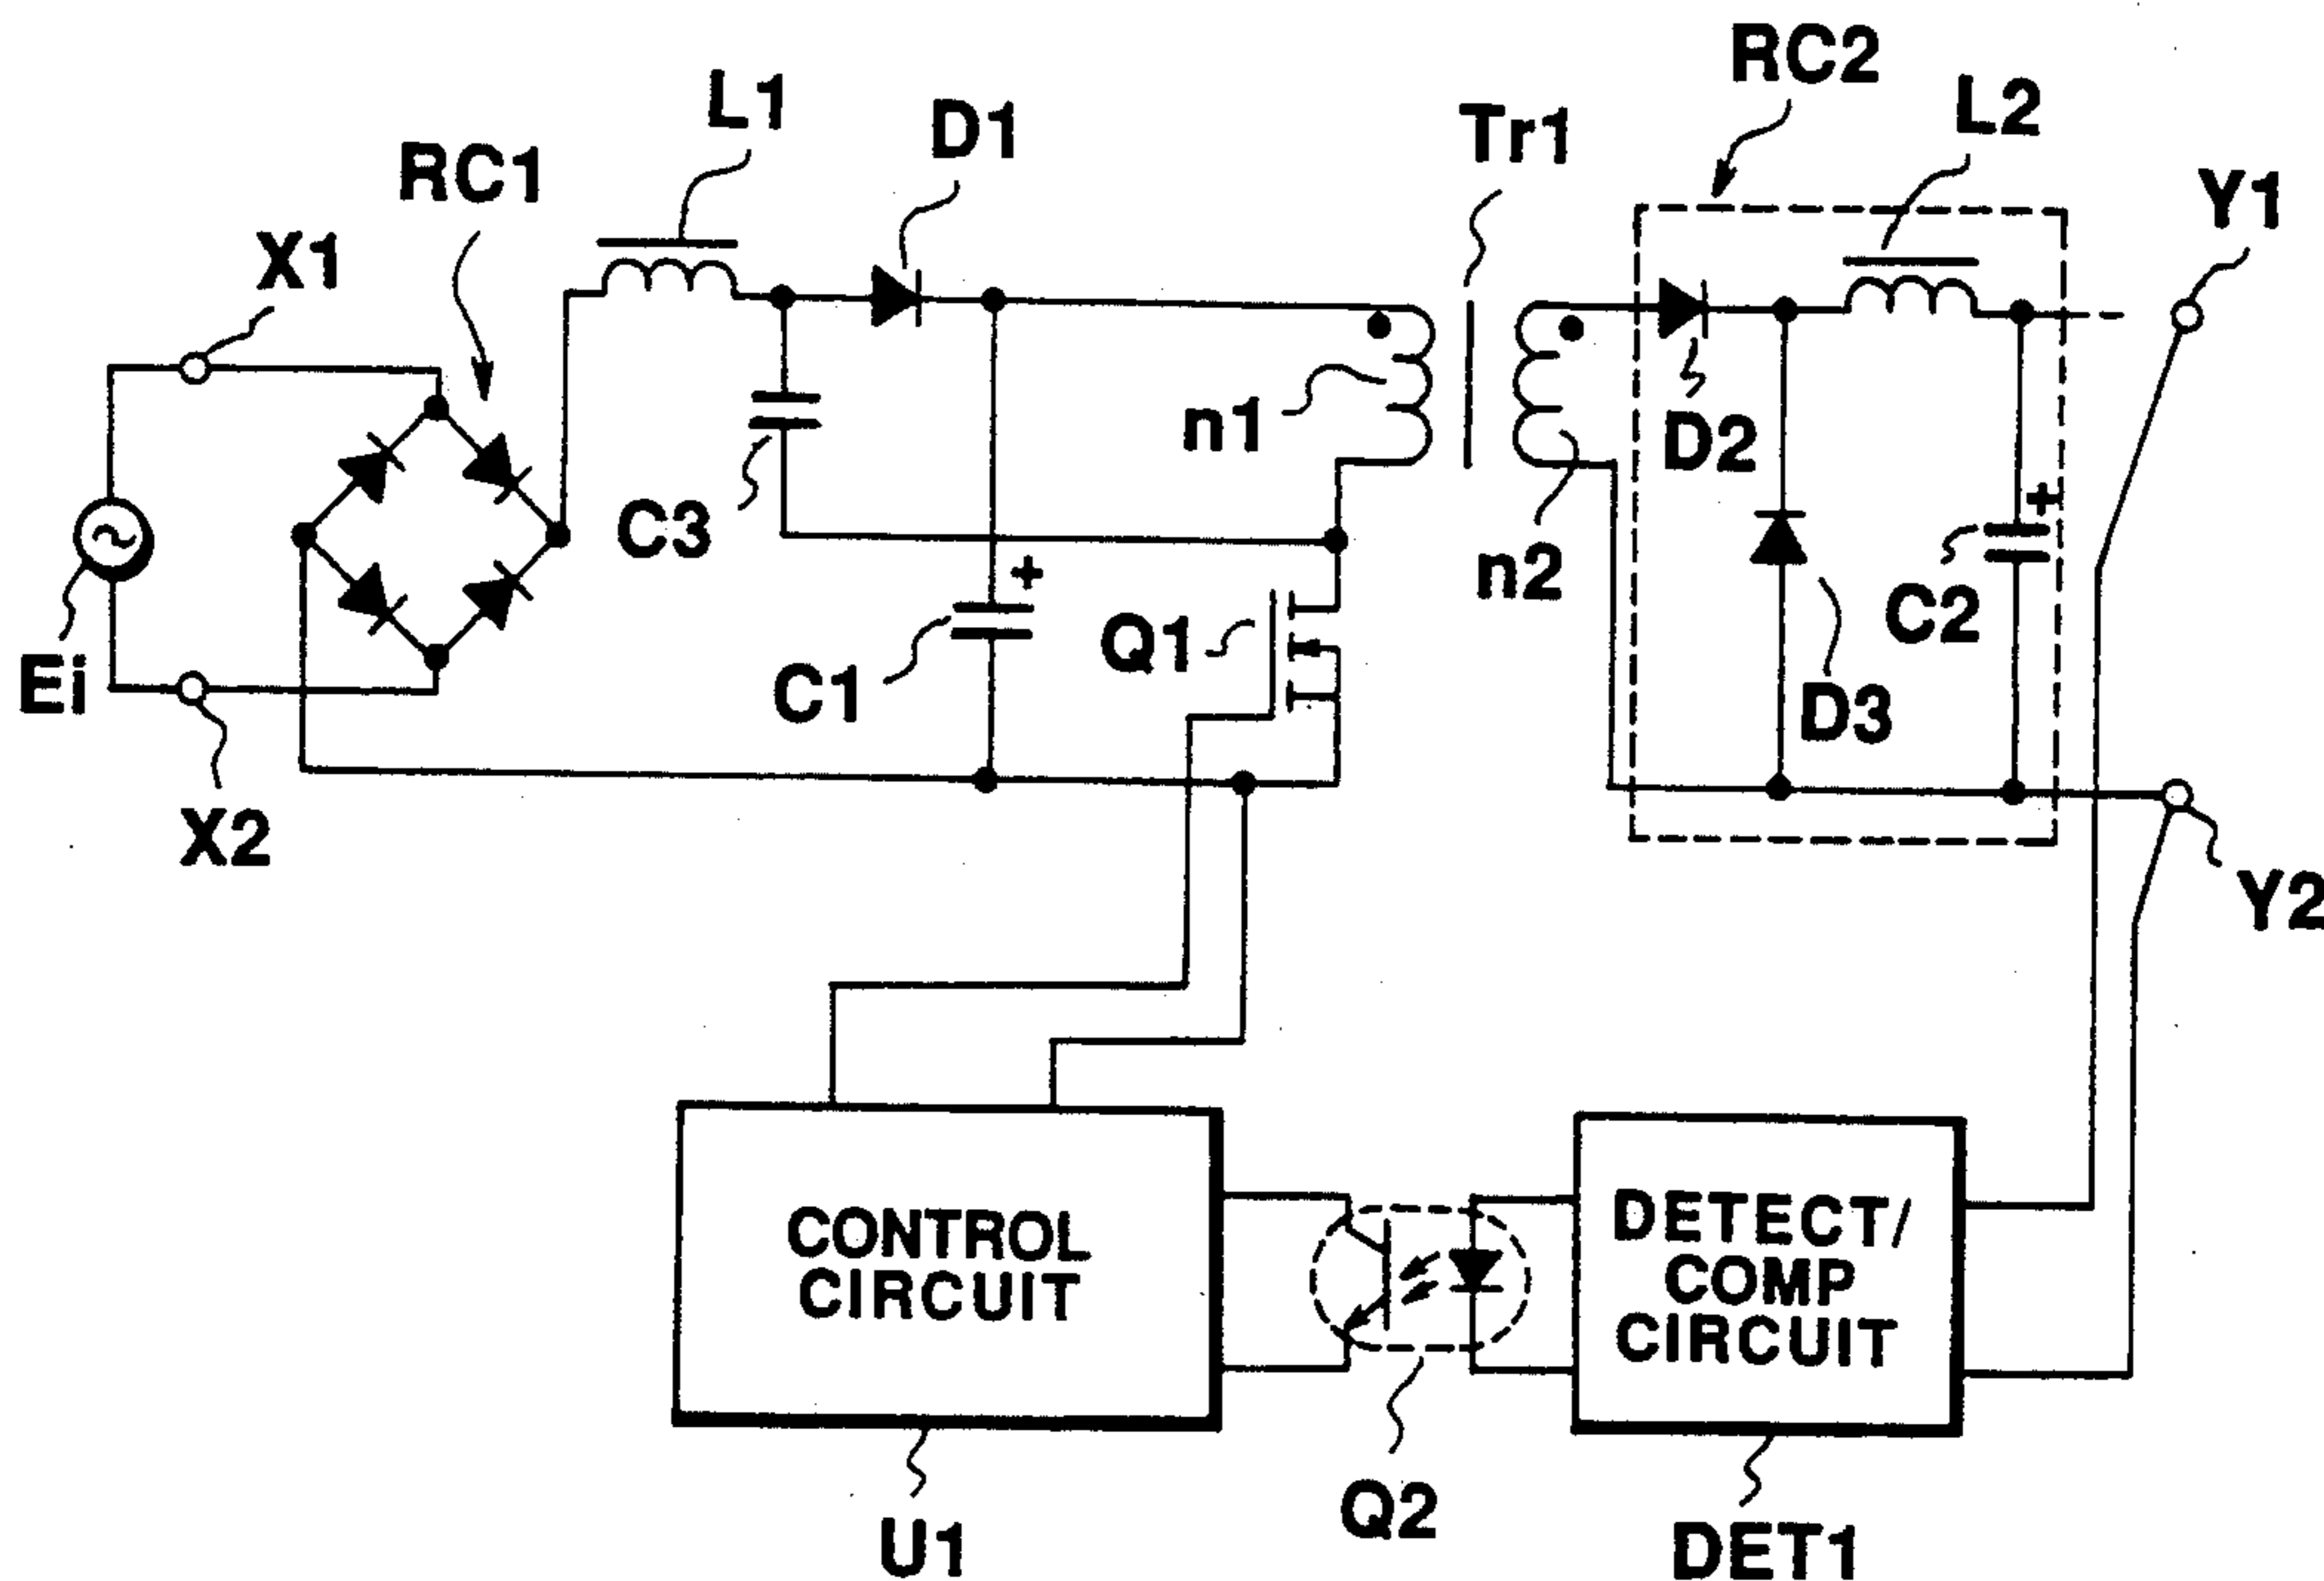 RC2
L1
L2
D1
Tr1
RC1
Y1
X1
n1
D2
C3
+
+
n2
C2
Q1
Ei
C1
D3
X2
Y2
CONTROL
CIRCUIT
DETECT/
COMP
CIRCUIT
Q2
U1
DET1